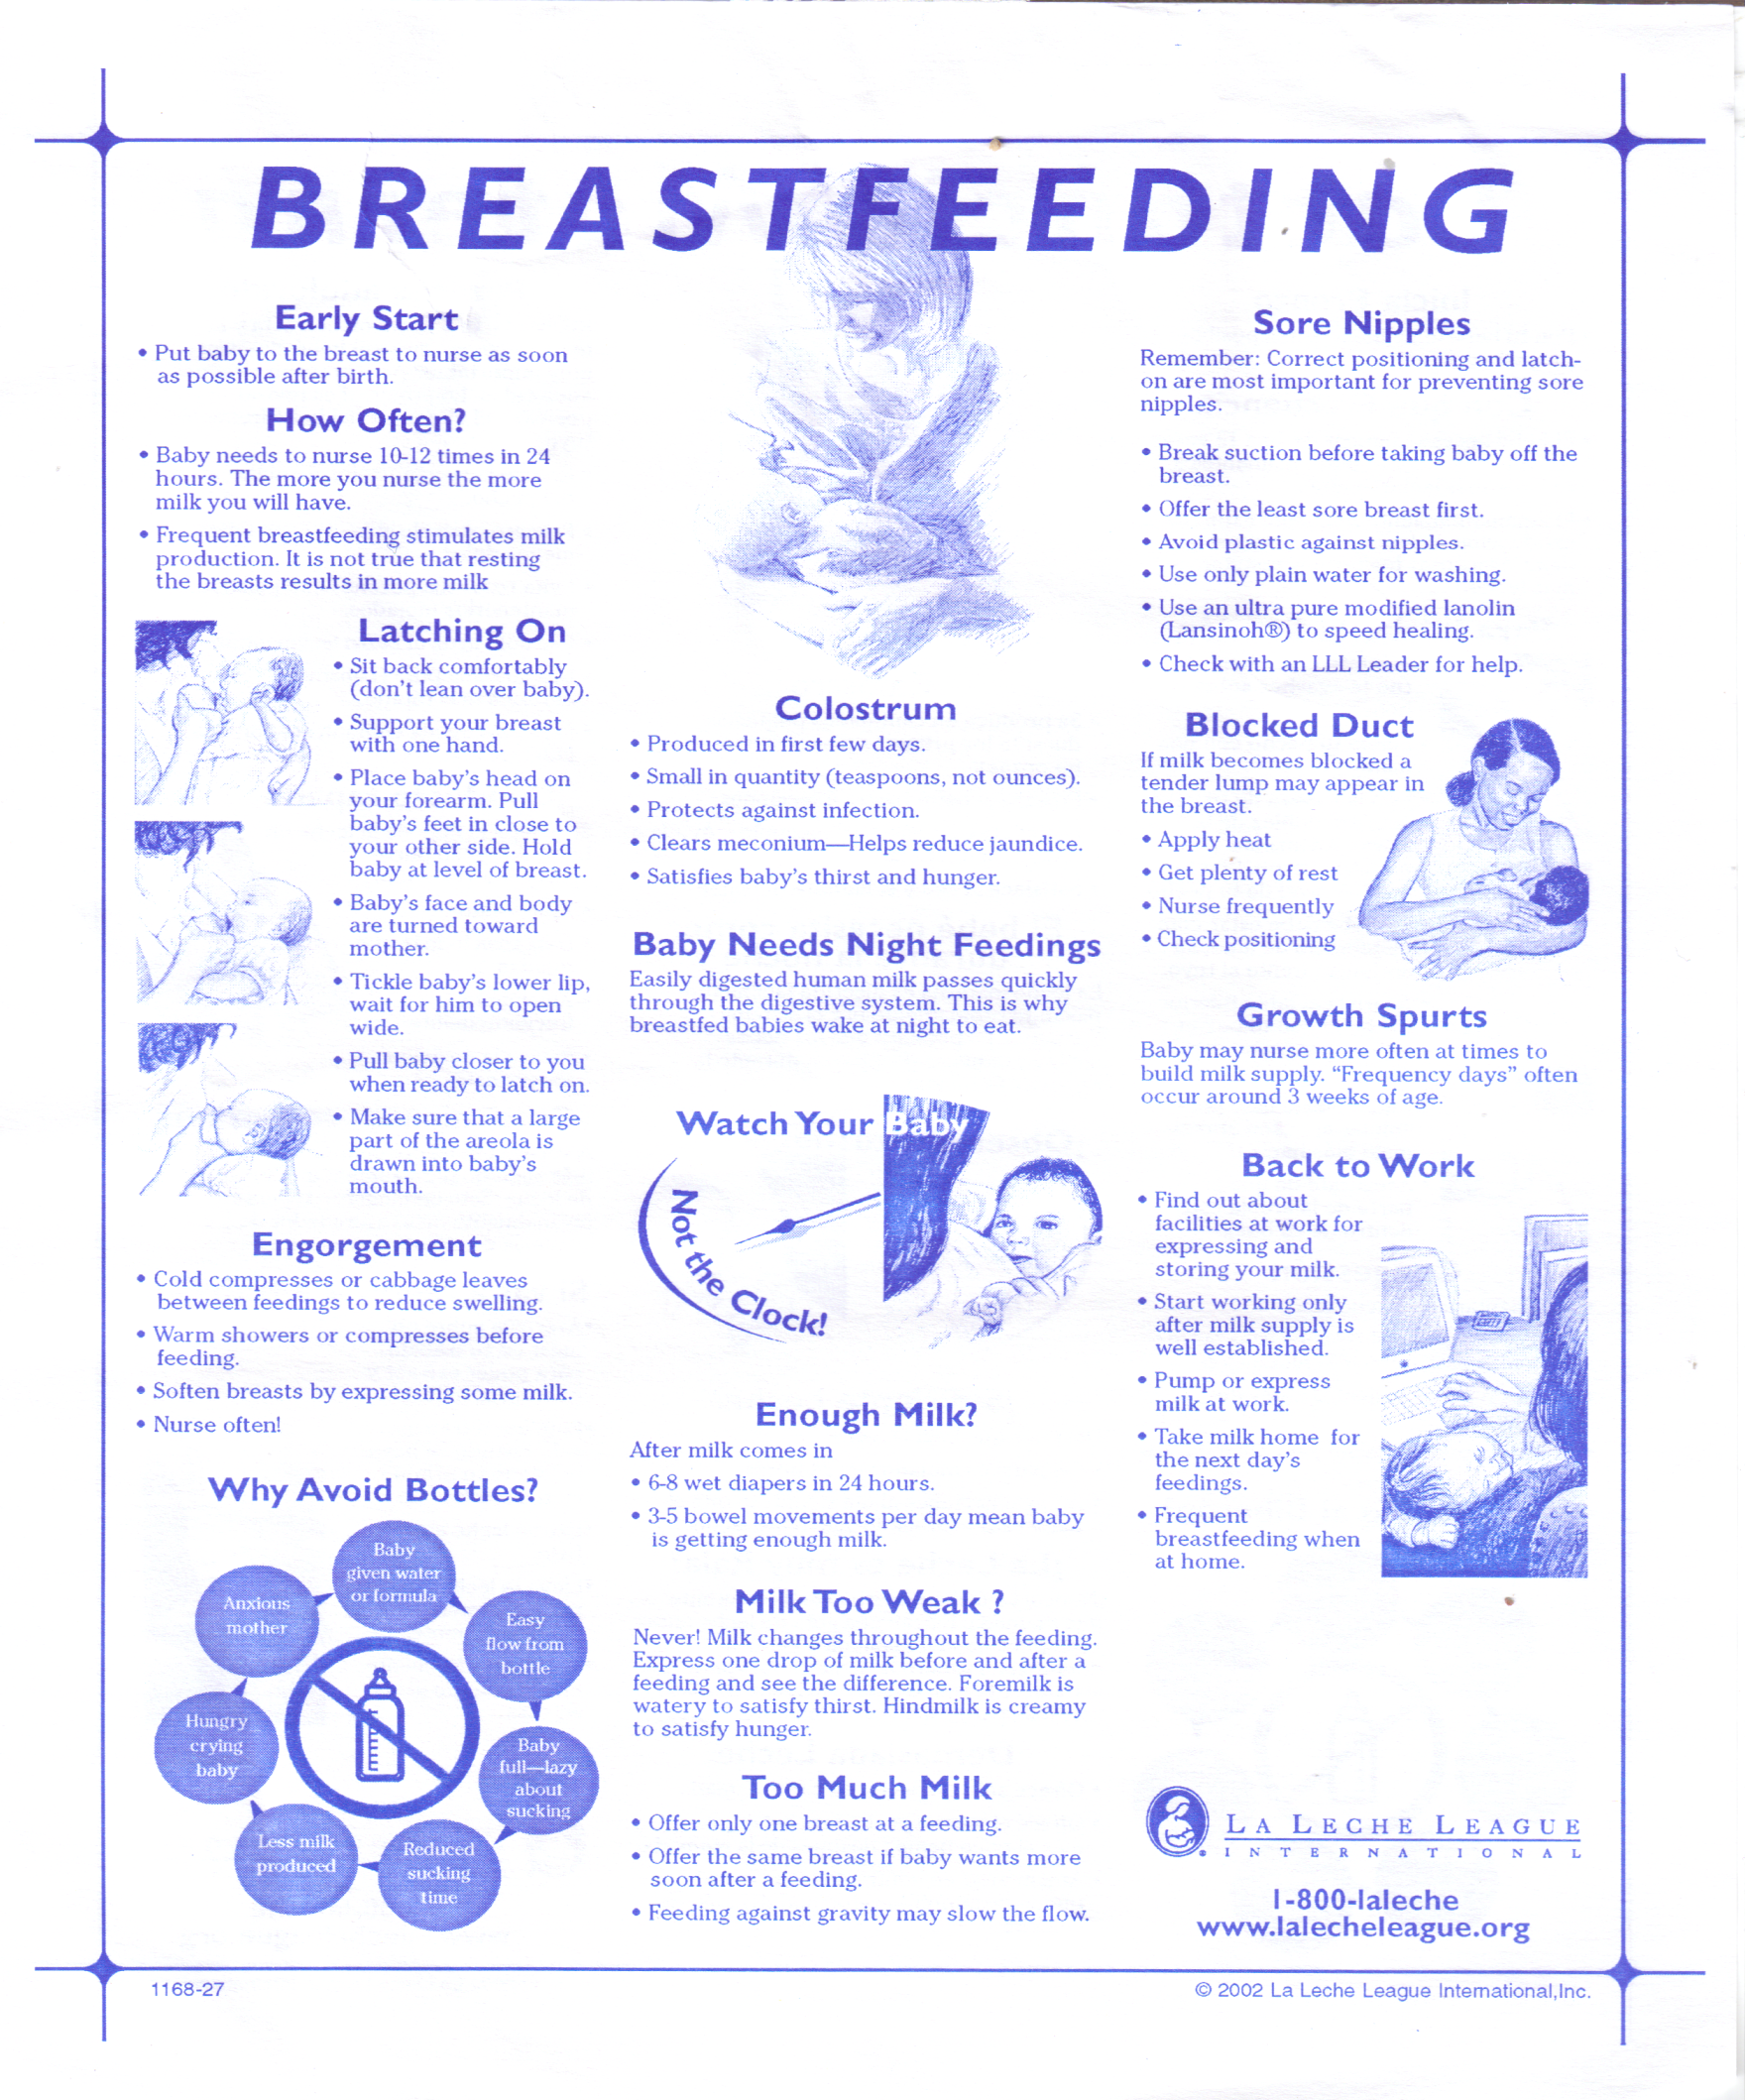 BREASTFEEDING
Early Start
• Put baby to the breast to nurse as soon
as possible after birth.
How Often?
• Baby needs to nurse 10-12 times in 24
hours. The more you nurse the more
milk you will have.
• Frequent breastfeeding stimulates milk
production. It is not true that resting
the breasts results in more milk
Latching On
• Sit back comfortably
(don't lean over baby).
• Support your breast
with one hand.
• Place baby's head on
your forearm. Pull
baby's feet in close to
your other side. Hold
baby at level of breast.
• Baby's face and body
are turned toward
mother.
• Tickle baby's lower lip,
wait for him to open
wide.
• Pull baby closer to you
when ready to latch on.
• Make sure that a large
part of the areola is
drawn into baby's
mouth.
Engorgement
• Cold compresses or cabbage leaves
between feedings to reduce swelling.
• Warm showers or compresses before
feeding.
• Soften breasts by expressing some milk.
• Nurse often!
Why Avoid Bottles?
Baby
given water
or formula
Easy
flow from
bottle
Baby
full—lazy
about
sucking
Reduced
sucking
time
Less milk
produced
Hungry
crying
baby
Anxious
mother
Colostrum
• Produced in first few days.
• Small in quantity (teaspoons, not ounces).
• Protects against infection.
• Clears meconium—Helps reduce jaundice.
• Satisfies baby's thirst and hunger.
Baby Needs Night Feedings
Easily digested human milk passes quickly
through the digestive system. This is why
breastfed babies wake at night to eat.
Watch Your Baby
Not the Clock!
Enough Milk?
After milk comes in
• 6-8 wet diapers in 24 hours.
• 3-5 bowel movements per day mean baby
is getting enough milk.
Milk Too Weak ?
Never! Milk changes throughout the feeding.
Express one drop of milk before and after a
feeding and see the difference. Foremilk is
watery to satisfy thirst. Hindmilk is creamy
to satisfy hunger.
Too Much Milk
• Offer only one breast at a feeding.
• Offer the same breast if baby wants more
soon after a feeding.
• Feeding against gravity may slow the flow.
Sore Nipples
Remember: Correct positioning and latch-
on are most important for preventing sore
nipples.
• Break suction before taking baby off the
breast.
• Offer the least sore breast first.
• Avoid plastic against nipples.
• Use only plain water for washing.
• Use an ultra pure modified lanolin
(Lansinoh®) to speed healing.
• Check with an LLL Leader for help.
Blocked Duct
If milk becomes blocked a
tender lump may appear in
the breast.
• Apply heat
• Get plenty of rest
• Nurse frequently
• Check positioning
Growth Spurts
Baby may nurse more often at times to
build milk supply. “Frequency days” often
occur around 3 weeks of age.
Back to Work
• Find out about
facilities at work for
expressing and
storing your milk.
• Start working only
after milk supply is
well established.
• Pump or express
milk at work.
• Take milk home for
the next day's
feedings.
• Frequent
breastfeeding when
at home.
LA LECHE LEAGUE
® INTERNATIONAL
1-800-laleche
www.lalecheleague.org
1168-27
© 2002 La Leche League International,Inc.